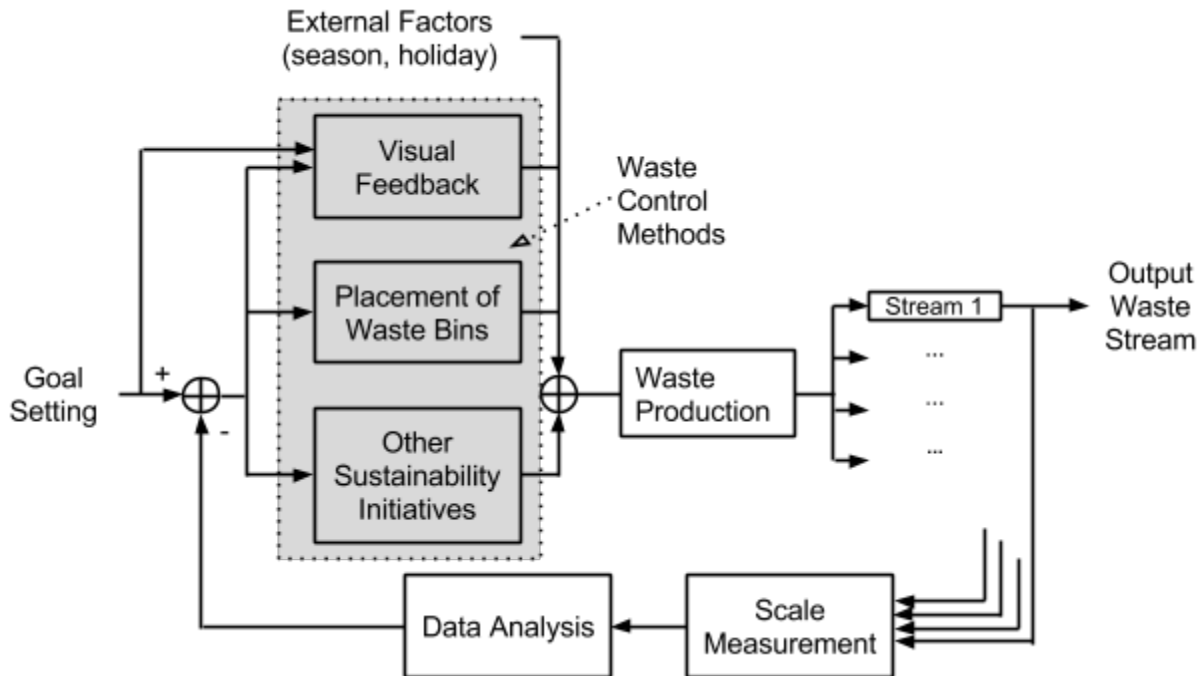 External Factors
(season, holiday)
Visual
Feedback
Waste
Control
Methods
Placement of
Waste Bins
Output
Waste
Stream
Stream 1
...
...
...
Goal
Setting
+
-
Waste
Production
Other
Sustainability
Initiatives
Data Analysis
Scale
Measurement